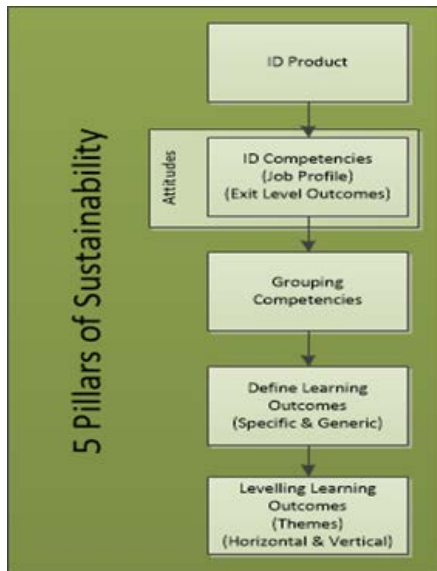 5 Pillars of Sustainability
ID Product
Attitudes
ID Competencies
(Job Profile)
(Exit Level Outcomes)
Grouping
Competencies
Define Learning
Outcomes
(Specific & Generic)
Levelling Learning
Outcomes
(Themes)
(Horizontal & Vertical)